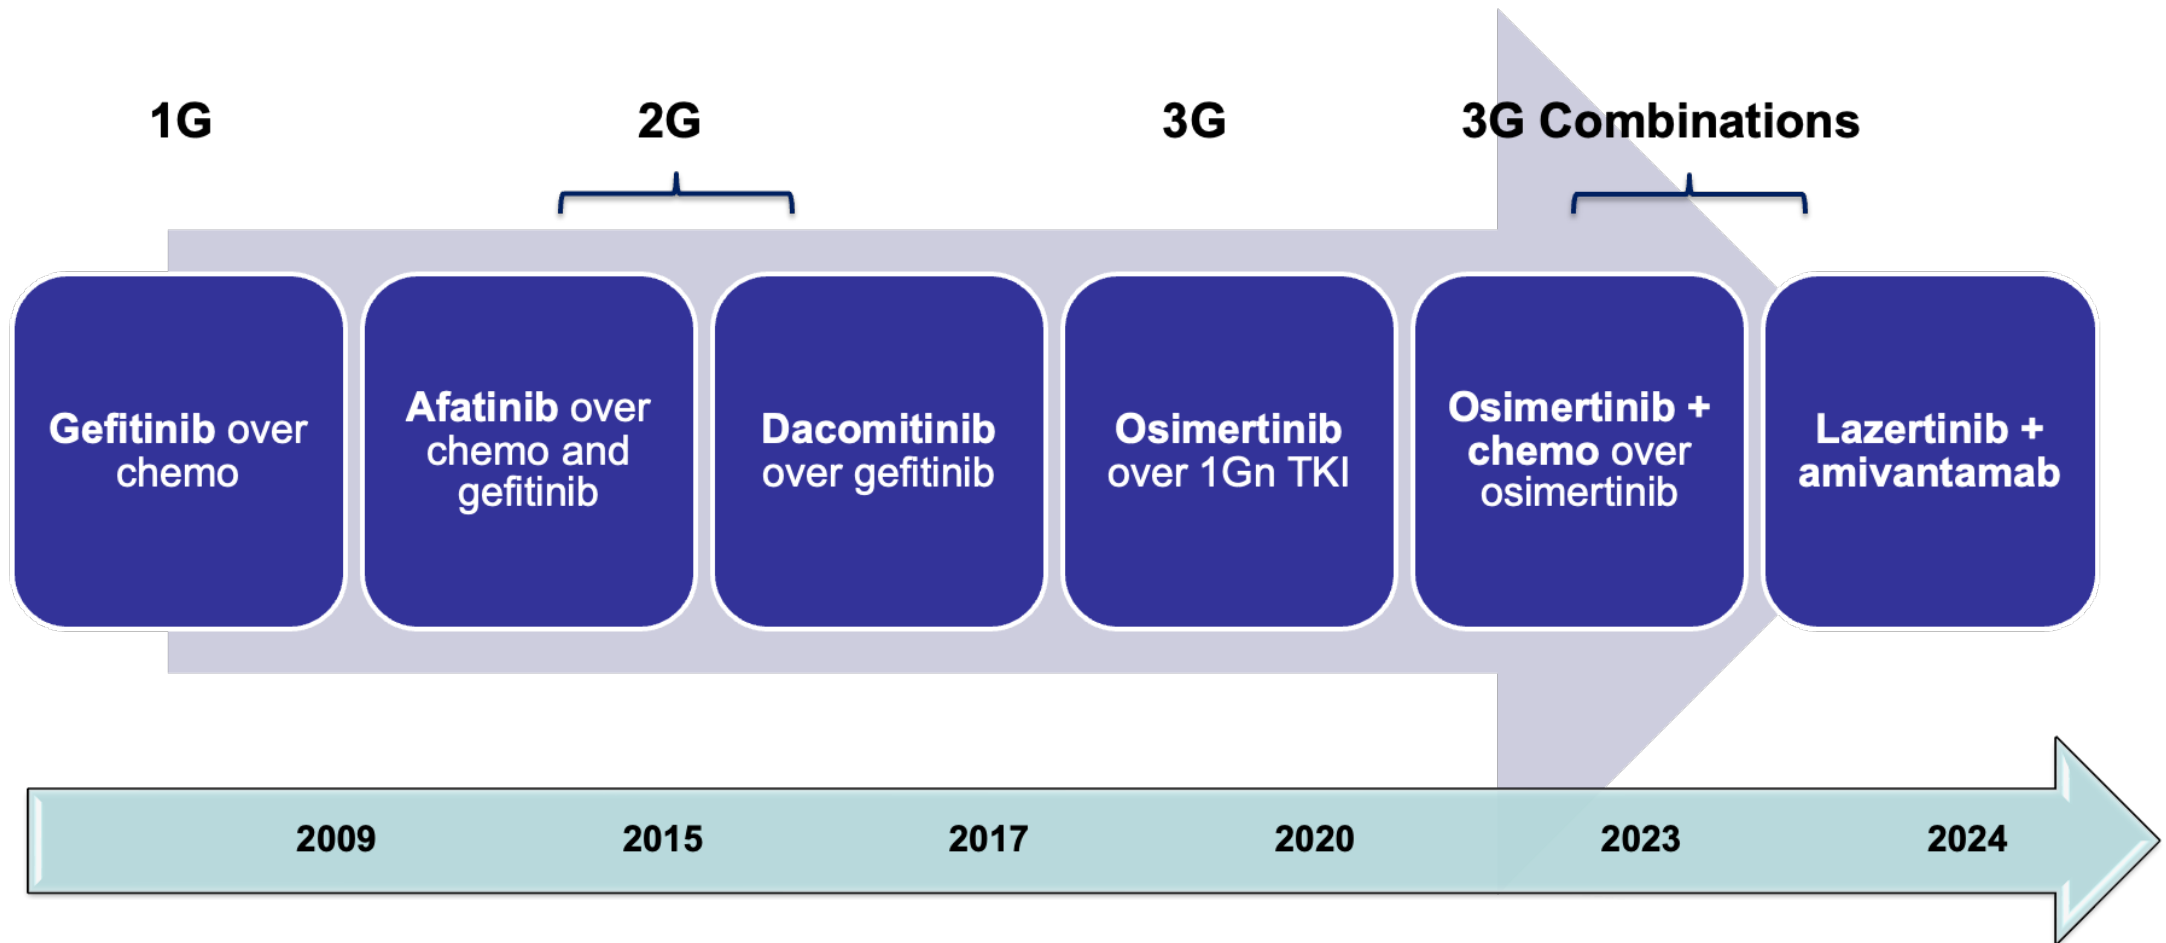 1G
2G
3G
3G Combinations
Gefitinib over
chemo
Afatinib over
chemo and
gefitinib
Dacomitinib
over gefitinib
Osimertinib
over 1Gn TKI
Osimertinib +
chemo over
osimertinib
Lazertinib +
amivantamab
2009
2015
2017
2020
2023
2024